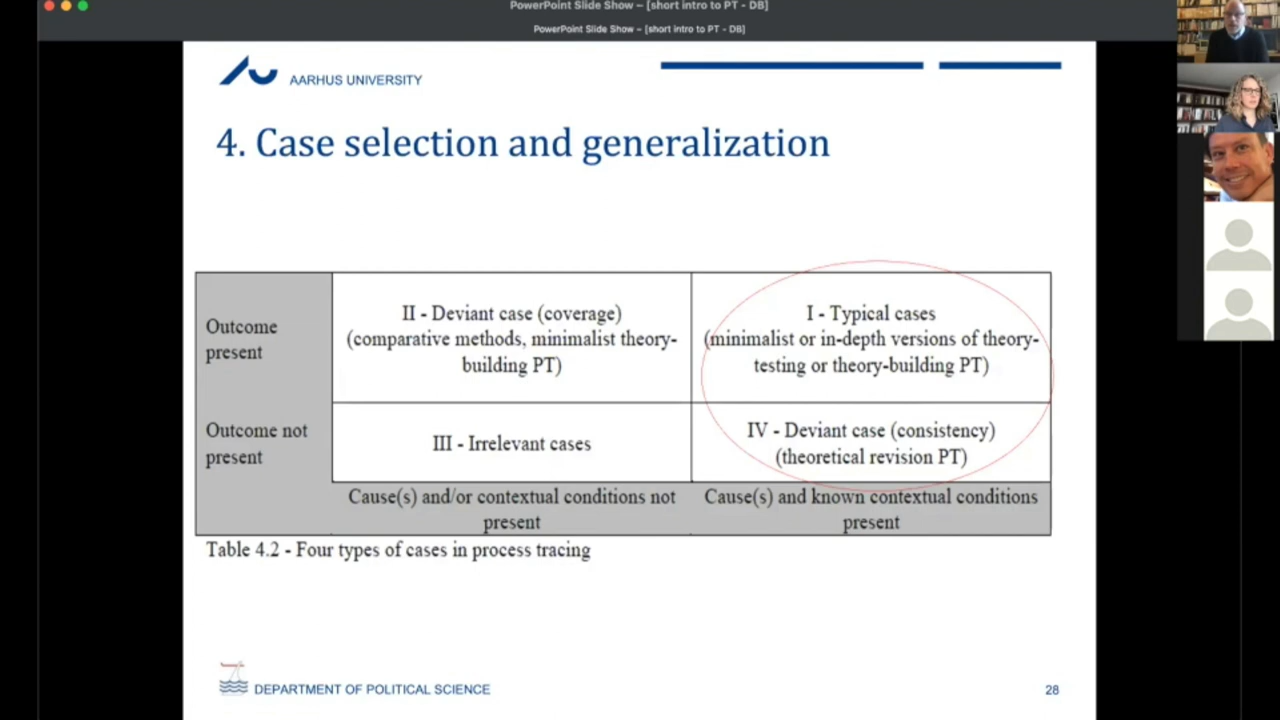 PowerPoint Slide Show – [short intro to PT - DB]
PowerPoint Slide Show – [short intro to PT - DB]
AARHUS UNIVERSITY
4. Case selection and generalization
Outcome
present
II - Deviant case (coverage)
(comparative methods, minimalist theory-
building PT)
I - Typical cases
(minimalist or in-depth versions of theory-
testing or theory-building PT)
Outcome not
present
III - Irrelevant cases
IV - Deviant case (consistency)
(theoretical revision PT)
Cause(s) and/or contextual conditions not
present
Cause(s) and known contextual conditions
present
Table 4.2 - Four types of cases in process tracing
DEPARTMENT OF POLITICAL SCIENCE
28